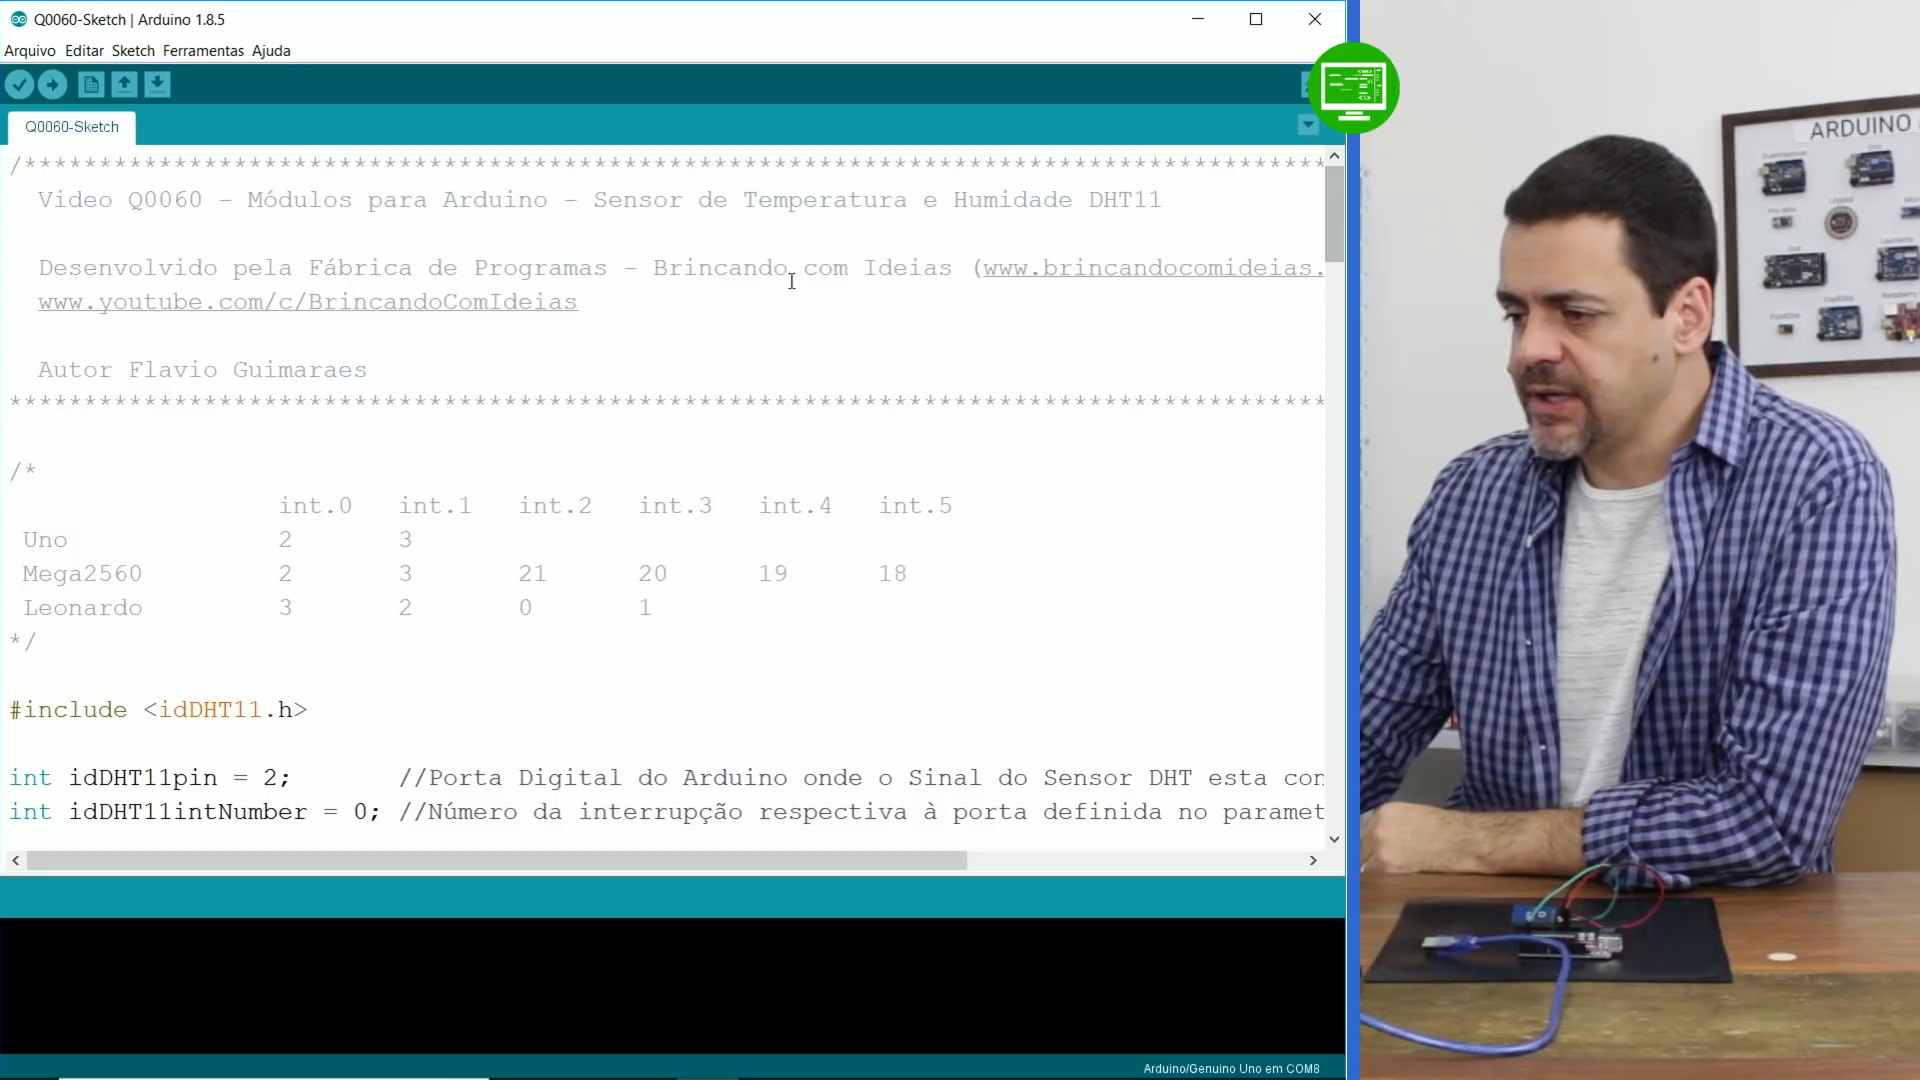 Q0060-Sketch | Arduino 1.8.5
Arquivo Editar Sketch Ferramentas Ajuda
Q0060-Sketch
/****************************************************************************************
Video Q0060 - Módulos para Arduino - Sensor de Temperatura e Humidade DHT11
Desenvolvido pela Fábrica de Programas - Brincando com Ideias (www.brincandocomideias.
www.youtube.com/c/BrincandoComIdeias
Autor Flavio Guimaraes
****************************************************************************************
/*
int.0 int.1 int.2 int.3 int.4 int.5
Uno 2 3
Mega2560 2 3 21 20 19 18
Leonardo 3 2 0 1
*/
#include <idDHT11.h>
int idDHT11pin = 2; //Porta Digital do Arduino onde o Sinal do Sensor DHT esta con
int idDHT11intNumber = 0; //Número da interrupção respectiva à porta definida no paramet
Arduino/Genuino Uno em COM8
ARDUINO